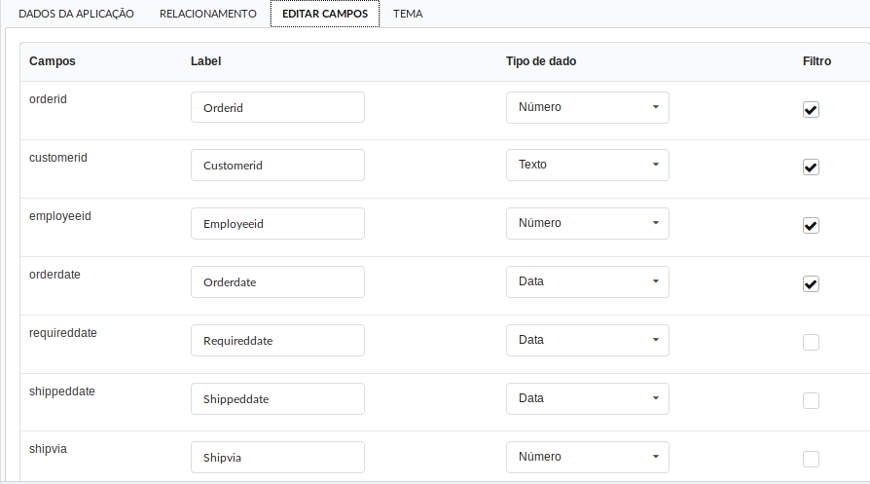 DADOS DA APLICAÇÃO RELACIONAMENTO EDITAR CAMPOS TEMA
Campos Label Tipo de dado Filtro
orderid Orderid Número
customerid Customerid Texto
employeeid Employeeid Número
orderdate Orderdate Data
requireddate Requireddate Data
shippeddate Shippeddate Data
shipvia Shipvia Número